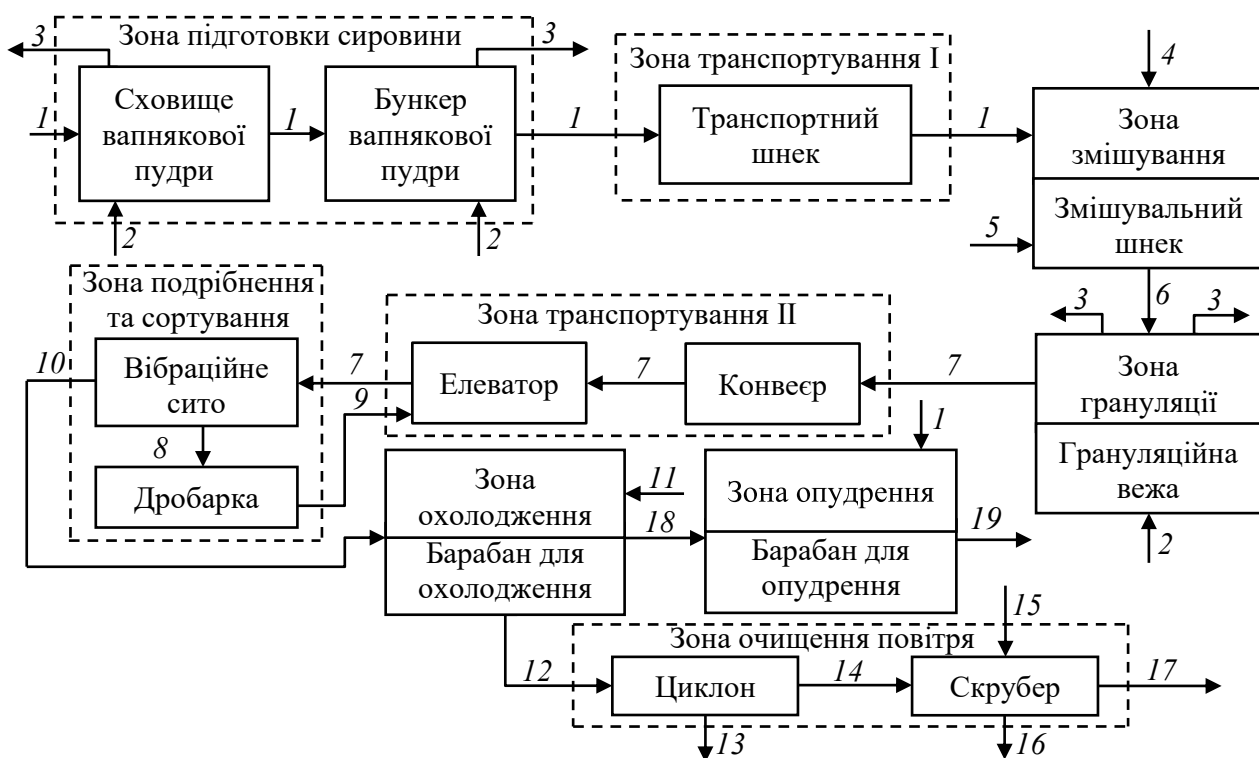 Зона підготовки сировини
3
3
Сховище
вапнякової
пудри
Бункер
вапнякової
пудри
1
1
1
2
2
Зона транспортування I
Транспортний
шнек
1
4
Зона
змішування
Змішувальний
шнек
5
6
Зона подрібнення
та сортування
Вібраційне
сито
8
Дробарка
10
7
9
Зона транспортування II
Елеватор
7
Конвеєр
7
3
3
Зона
грануляції
Грануляційна
вежа
2
Зона
охолодження
Барабан для
охолодження
11
18
1
Зона опудрення
Барабан для
опудрення
19
12
Зона очищення повітря
15
Циклон
14
Скрубер
17
13
16